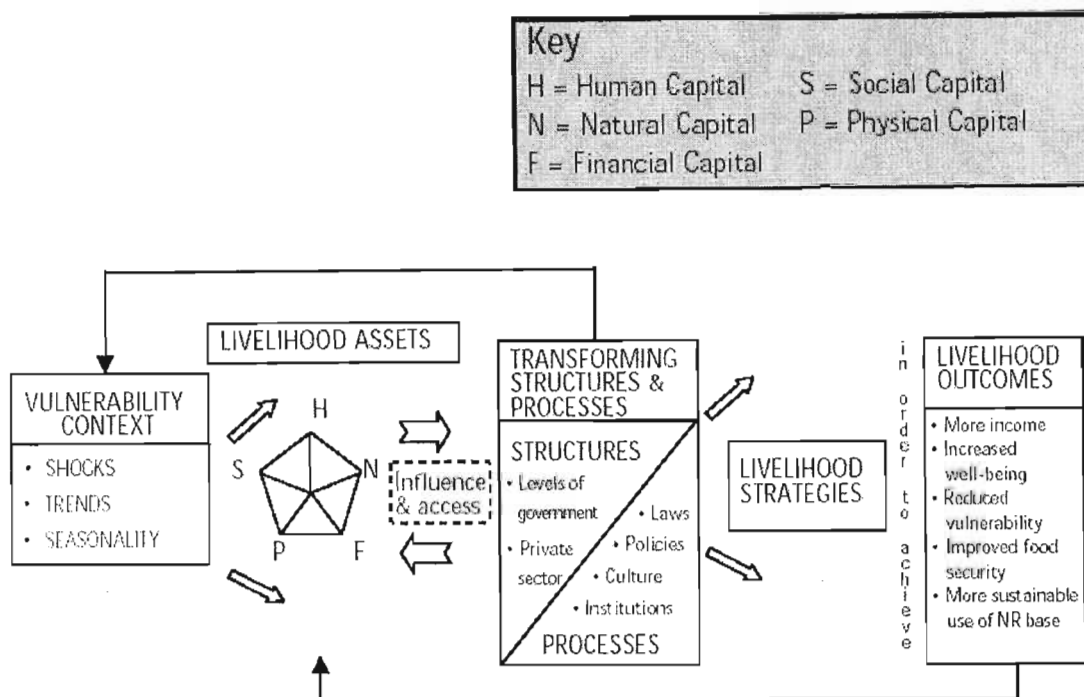 Key
H = Human Capital
S = Social Capital
N = Natural Capital
P = Physical Capital
F = Financial Capital
LIVELIHOOD ASSETS
VULNERABILITY
CONTEXT
• SHOCKS
• TRENDS
• SEASONALITY
H
S
N
P
F
Influence
& access
TRANSFORMING
STRUCTURES &
PROCESSES
STRUCTURES
• Levels of
government
• Private
sector
• Laws
• Policies
• Culture
• Institutions
PROCESSES
LIVELIHOOD
STRATEGIES
in order to achieve
LIVELIHOOD
OUTCOMES
• More income
• Increased
well-being
• Reduced
vulnerability
• Improved food
security
• More sustainable
use of NR base